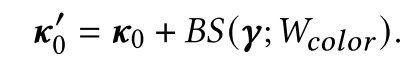 κ′₀ = κ₀ + BS(γ; W_color).